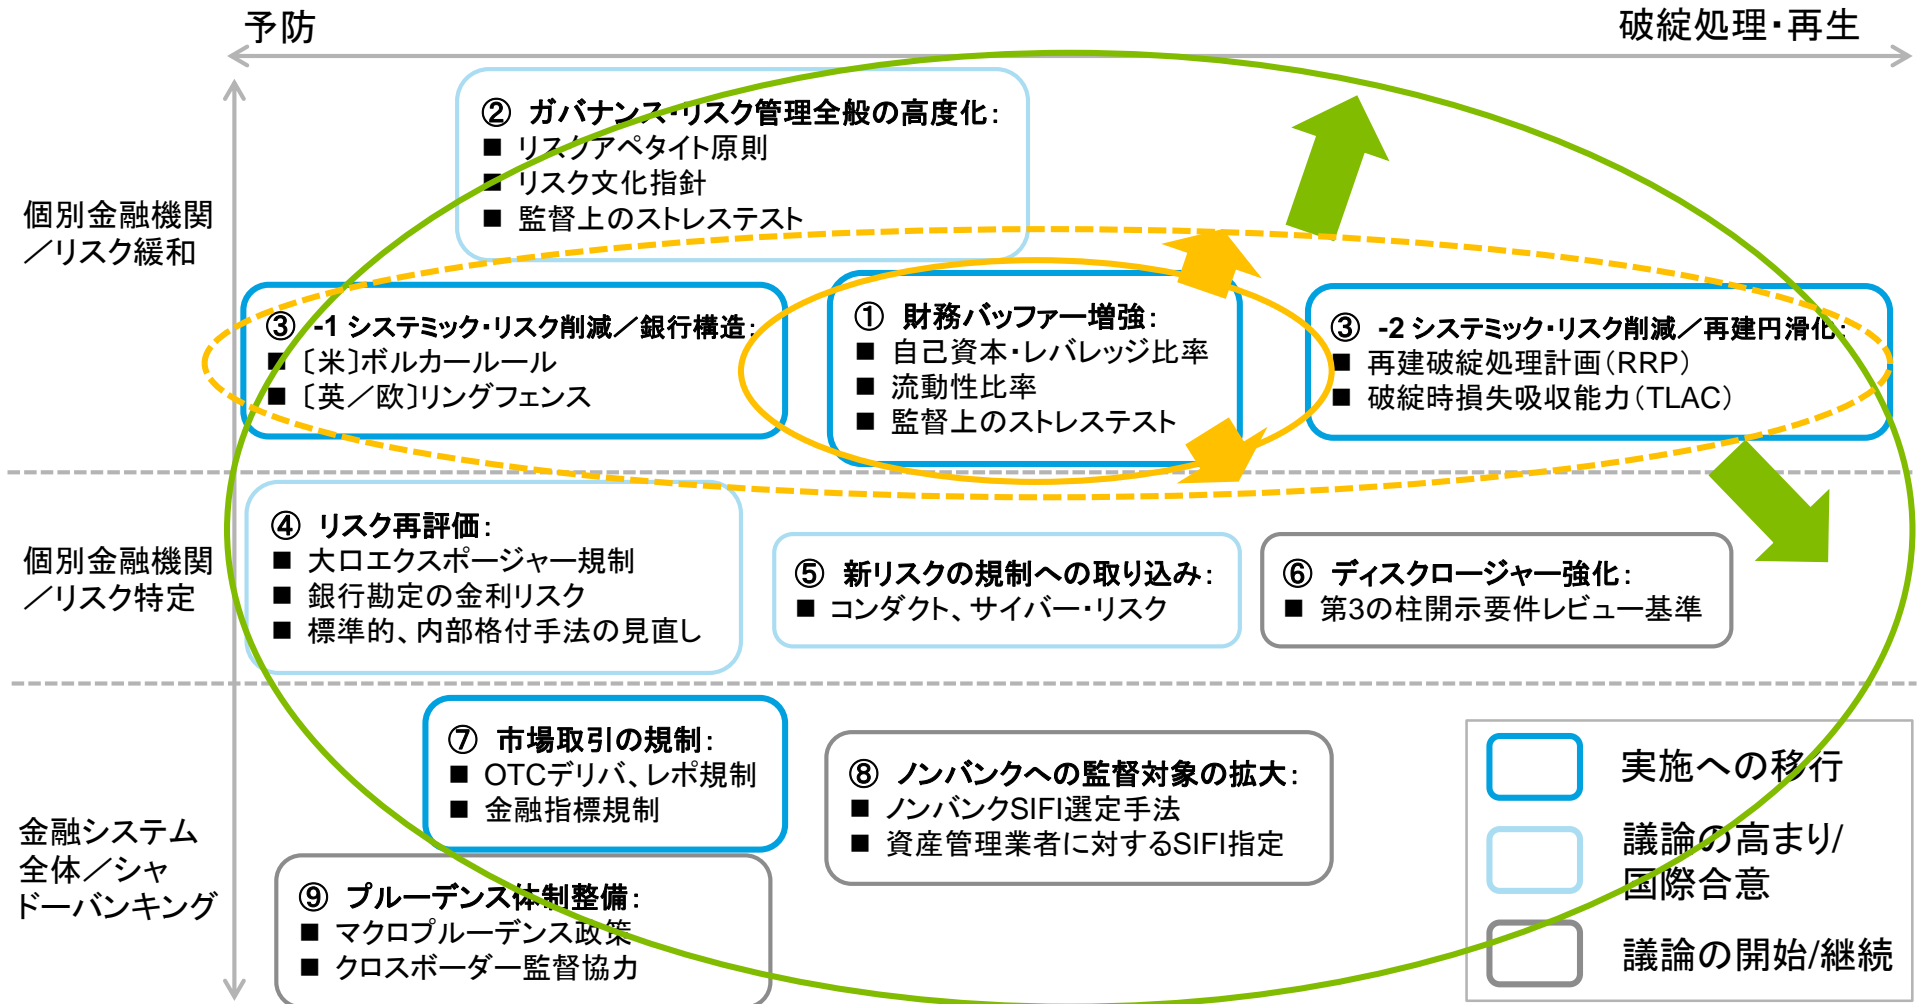 予防
破綻処理・再生
② ガバナンス・リスク管理全般の高度化：
■ リスクアペタイト原則
■ リスク文化指針
■ 監督上のストレステスト
個別金融機関
／リスク緩和
③ -1 システミック・リスク削減／銀行構造：
■ 〔米〕ボルカールール
■ 〔英／欧〕リングフェンス
① 財務バッファー増強：
■ 自己資本・レバレッジ比率
■ 流動性比率
■ 監督上のストレステスト
③ -2 システミック・リスク削減／再建円滑化：
■ 再建破綻処理計画（RRP）
■ 破綻時損失吸収能力（TLAC）
個別金融機関
／リスク特定
④ リスク再評価：
■ 大口エクスポージャー規制
■ 銀行勘定の金利リスク
■ 標準的、内部格付手法の見直し
⑤ 新リスクの規制への取り込み：
■ コンダクト、サイバー・リスク
⑥ ディスクロージャー強化：
■ 第3の柱開示要件レビュー基準
金融システム
全体／シャ
ドーバンキング
⑦ 市場取引の規制：
■ OTCデリバ、レポ規制
■ 金融指標規制
⑧ ノンバンクへの監督対象の拡大：
■ ノンバンクSIFI選定手法
■ 資産管理業者に対するSIFI指定
⑨ プルーデンス体制整備：
■ マクロプルーデンス政策
■ クロスボーダー監督協力
実施への移行
議論の高まり/
国際合意
議論の開始/継続